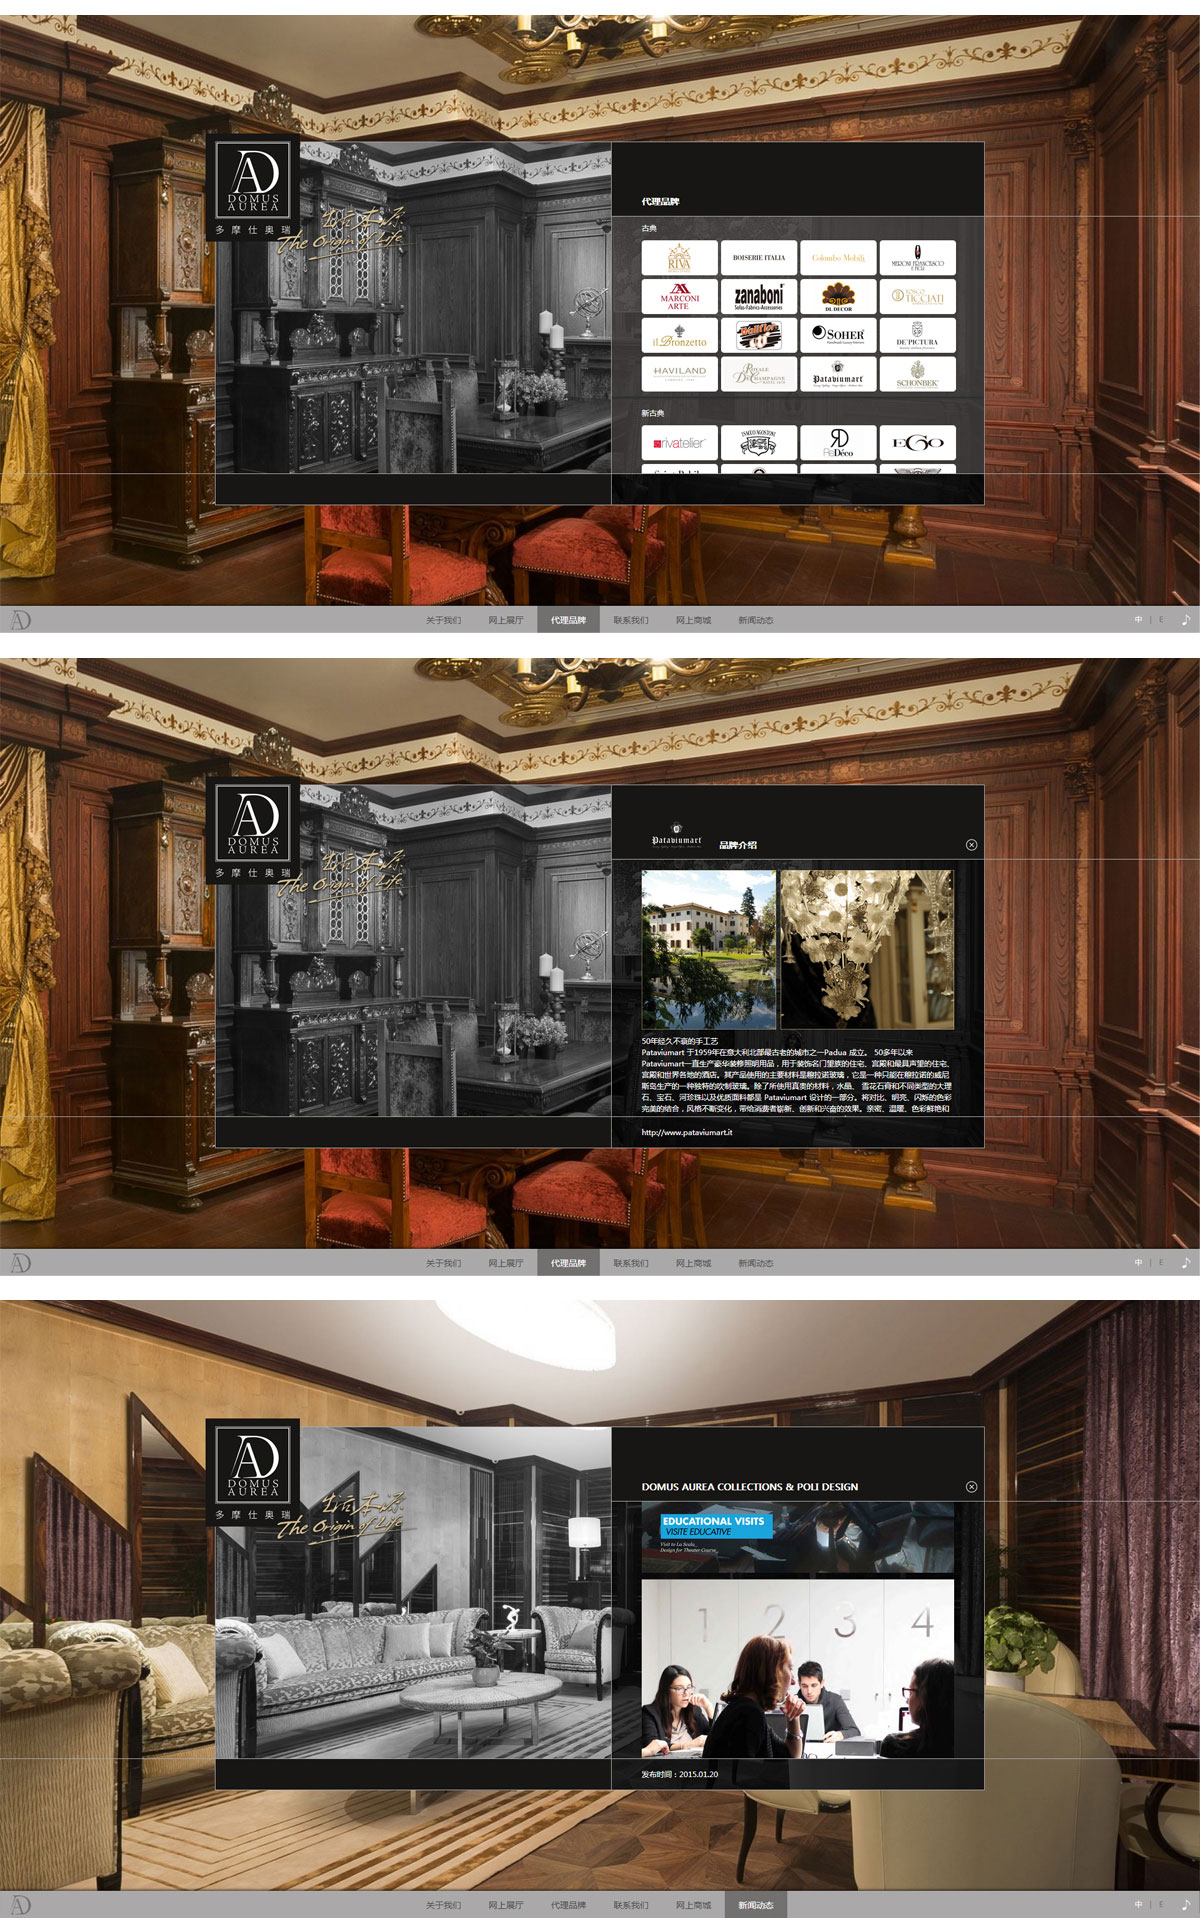 AD
DOMUS
AUREA
多摩仕奥瑞
生活本源
The Origin of Life
代理品牌
古典
RIVA
BOISERIE ITALIA
Colombo Mobili
MERONI FRANCESCO
E FIGLI
MARCONI
ARTE
zanaboni
Sofas-Fabrics-Accessories
DL DECOR
TOSCO
TICCIATI
il Bronzetto
SOHER
DE'PICTURA
HAVILAND
ROYALE
DE CHAMPAGNE
Pataviumart
SCHONBEK
新古典
rivatelier
ISACCO AGOSTONI
RD
ReDéco
EGO
AD
关于我们
网上展厅
代理品牌
联系我们
网上商城
新闻动态
中 | E
AD
DOMUS
AUREA
多摩仕奥瑞
生活本源
The Origin of Life
Pataviumart
品牌介绍
50年经久不衰的手工艺
Pataviumart 于1959年在意大利北部最古老的城市之一Padua 成立。 50多年以来
Pataviumart一直生产豪华装修照明用品，用于装饰名门望族的住宅、宫殿和最具声望的住宅、
宫殿和世界各地的酒店。其产品使用的主要材料是穆拉诺玻璃，它是一种只能在穆拉诺的威尼
斯岛生产的一种独特的吹制玻璃。除了所使用真贵的材料，水晶、 雪花石膏和不同类型的大理
石、宝石、河珍珠以及优质面料都是 Pataviumart 设计的一部分。将对比、明亮、闪烁的色彩
完美的结合，风格不断变化，带给消费者崭新、创新和兴奋的效果。亲密、温暖、色彩鲜艳和
http://www.pataviumart.it
AD
关于我们
网上展厅
代理品牌
联系我们
网上商城
新闻动态
中 | E
AD
DOMUS
AUREA
多摩仕奥瑞
生活本源
The Origin of Life
DOMUS AUREA COLLECTIONS & POLI DESIGN
EDUCATIONAL VISITS
VISITE EDUCATIVE
Visit to La Scala_
Design for Theater Course_
1 2 3 4
发布时间：2015.01.20
AD
关于我们
网上展厅
代理品牌
联系我们
网上商城
新闻动态
中 | E